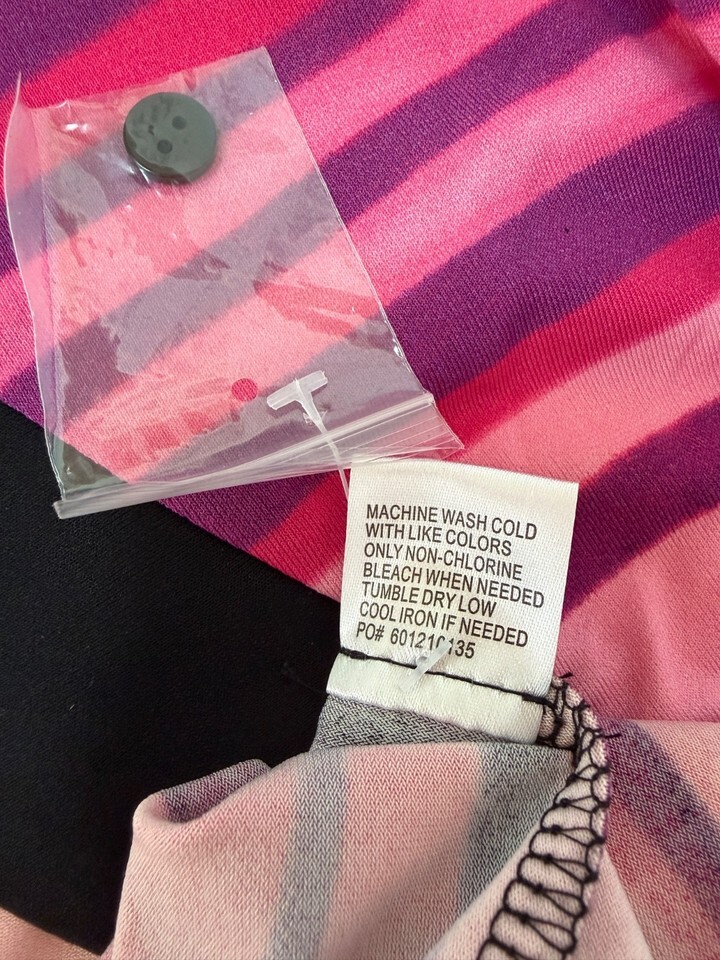 MACHINE WASH COLD
WITH LIKE COLORS
ONLY NON-CHLORINE
BLEACH WHEN NEEDED
TUMBLE DRY LOW
COOL IRON IF NEEDED
PO#